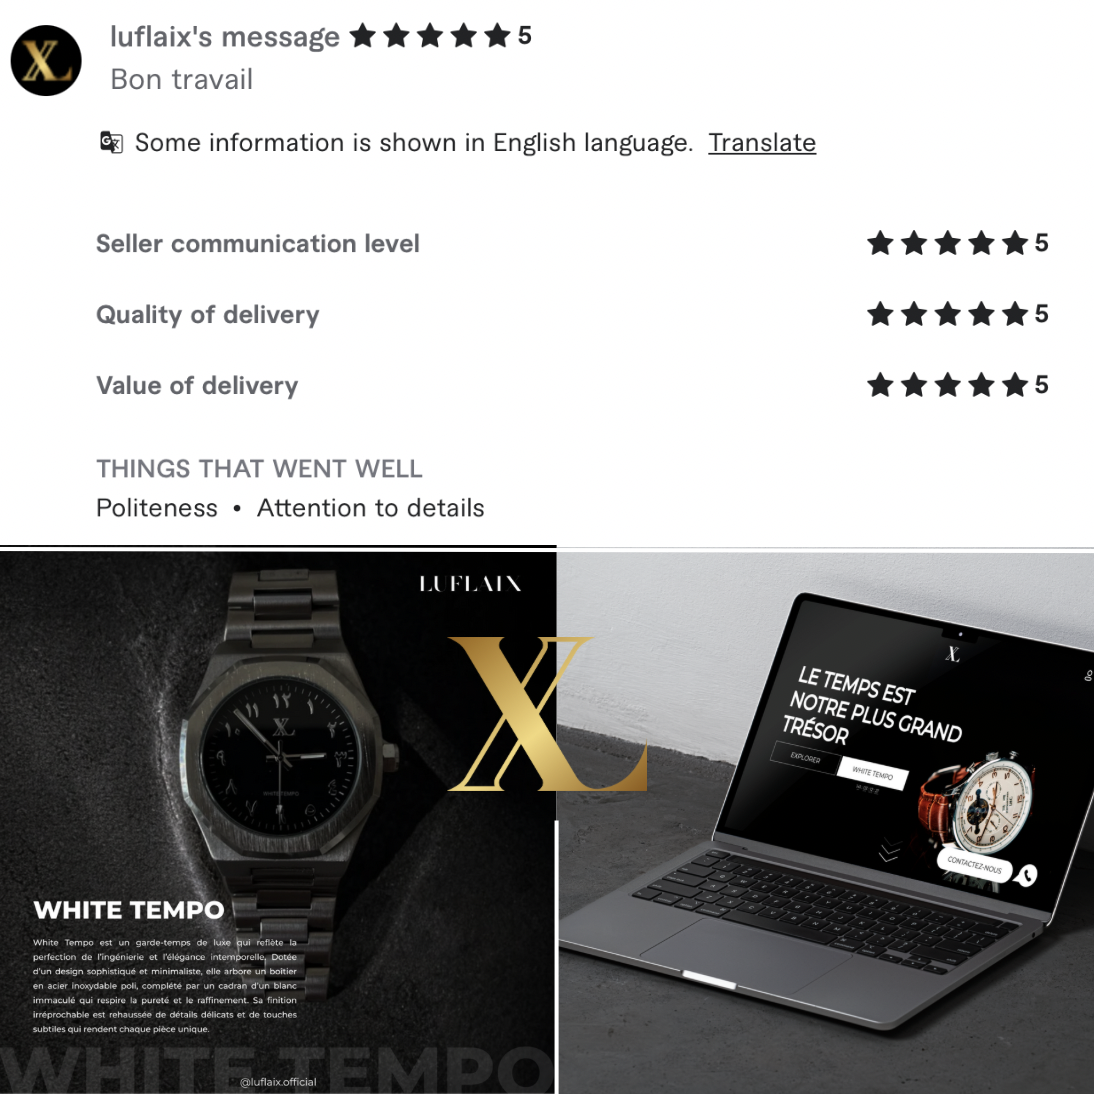 luflaix's message 5
Bon travail
Some information is shown in English language. Translate
Seller communication level 5
Quality of delivery 5
Value of delivery 5
THINGS THAT WENT WELL
Politeness • Attention to details
LUFLAIX
XL
WHITE TEMPO
White Tempo est un garde-temps de luxe qui reflète la
perfection de l'ingénierie et l'élégance intemporelle. Dotée
d'un design sophistiqué et minimaliste, elle arbore un boîtier
en acier inoxydable poli, complété par un cadran d'un blanc
immaculé qui respire la pureté et le raffinement. Sa finition
irréprochable est rehaussée de détails délicats et de touches
subtiles qui rendent chaque pièce unique.
WHITE TEMPO
@luflaix.official
XL
LE TEMPS EST
NOTRE PLUS GRAND
TRÉSOR
EXPLORER
WHITE TEMPO
CONTACTEZ-NOUS